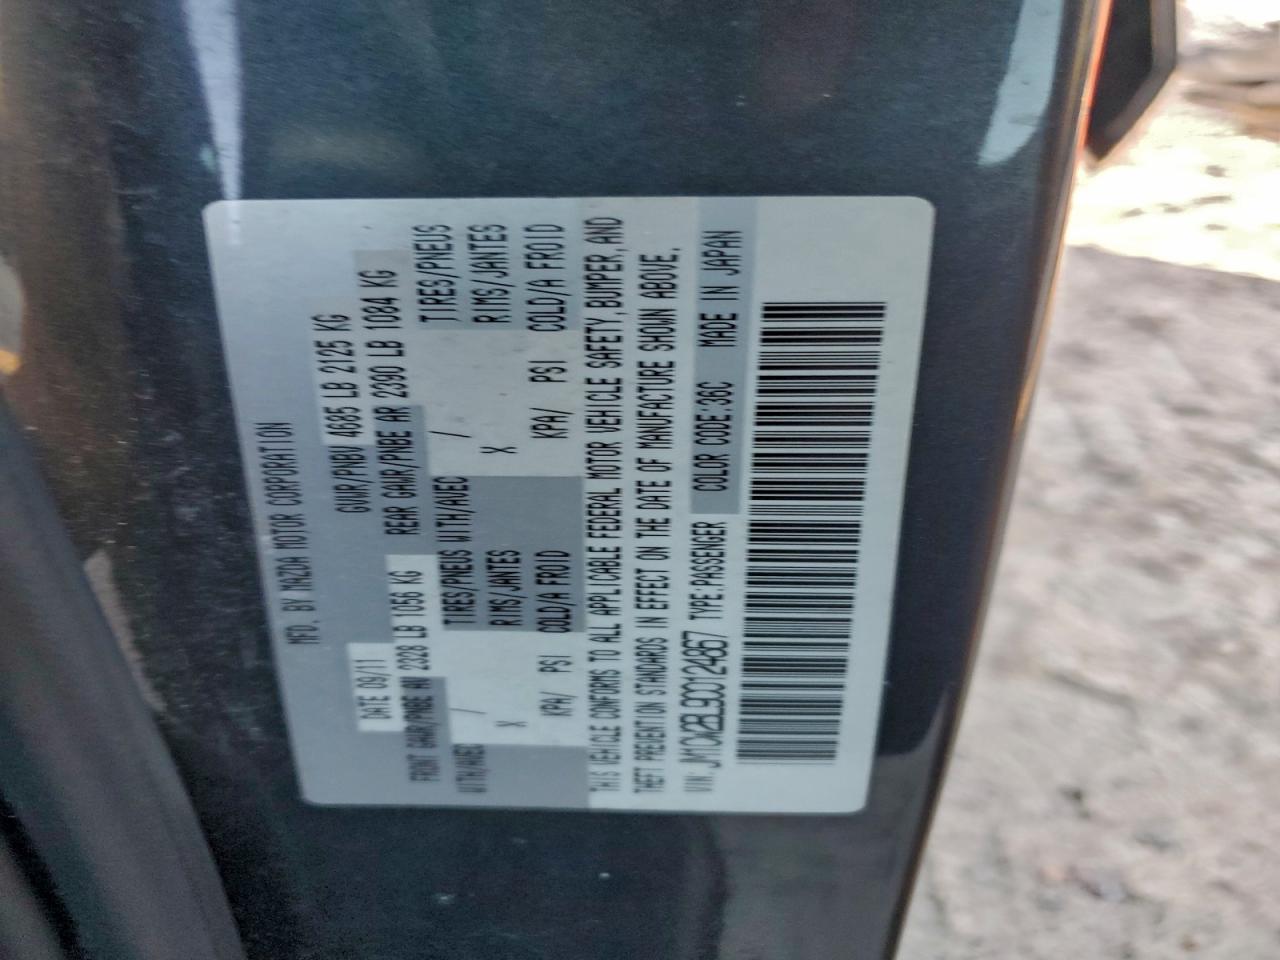 MFD. BY MAZDA MOTOR CORPORATION
DATE 09/11 GVWR/PNBV 4685 LB 2125 KG
FRONT GAWR/PNBE AV 2328 LB 1056 KG REAR GAWR/PNBE AR 2390 LB 1084 KG
WITH/AVEC / TIRES/PNEUS WITH/AVEC / TIRES/PNEUS
X RIMS/JANTES X RIMS/JANTES
KPA/ PSI COLD/A FROID KPA/ PSI COLD/A FROID
THIS VEHICLE CONFORMS TO ALL APPLICABLE FEDERAL MOTOR VEHICLE SAFETY, BUMPER, AND
THEFT PREVENTION STANDARDS IN EFFECT ON THE DATE OF MANUFACTURE SHOWN ABOVE.
TYPE:PASSENGER COLOR CODE:36C MADE IN JAPAN